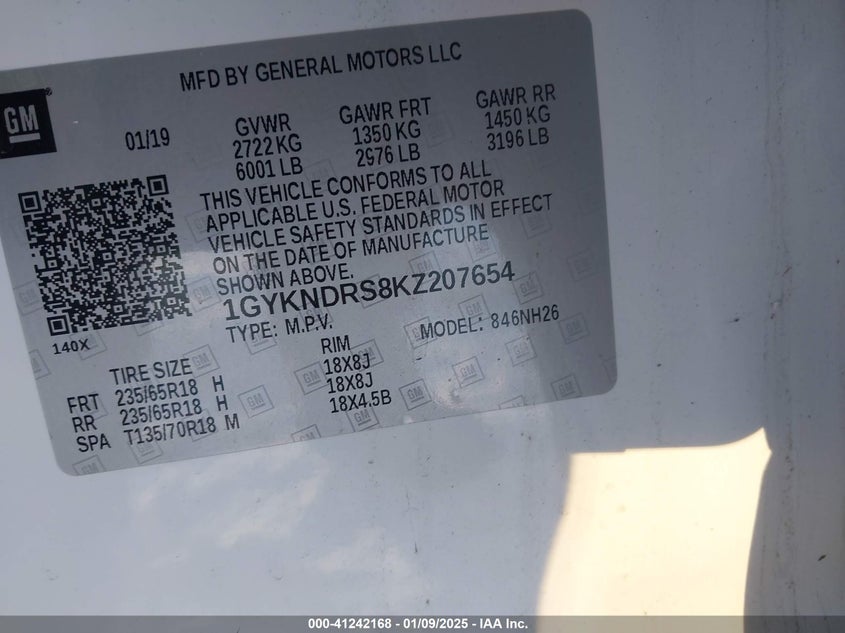 MFD BY GENERAL MOTORS LLC
GM
01/19
GVWR
2722 KG
6001 LB
GAWR FRT
1350 KG
2976 LB
GAWR RR
1450 KG
3196 LB
THIS VEHICLE CONFORMS TO ALL
APPLICABLE U.S. FEDERAL MOTOR
VEHICLE SAFETY STANDARDS IN EFFECT
ON THE DATE OF MANUFACTURE
SHOWN ABOVE.
1GYKNDRS8KZ207654
TYPE: M.P.V.
MODEL: 846NH26
140X
TIRE SIZE RIM
FRT 235/65R18 H 18X8J
RR 235/65R18 H 18X8J
SPA T135/70R18 M 18X4.5B
000-41242168 - 01/09/2025 - IAA Inc.